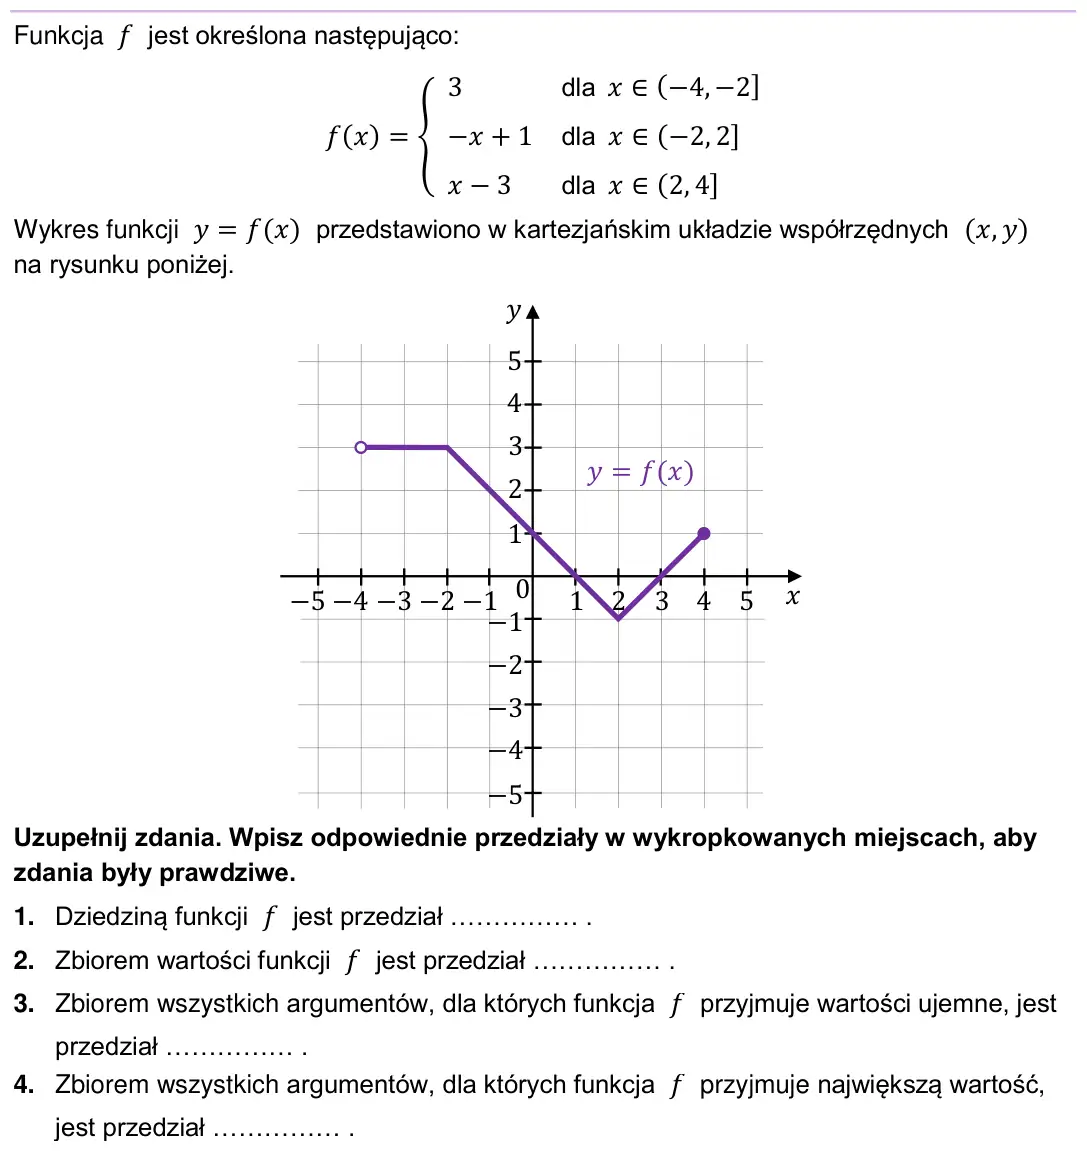 Funkcja f jest określona następująco:
3 dla x ∈ (−4, −2]
f(x) = { −x + 1 dla x ∈ (−2, 2]
x − 3 dla x ∈ (2, 4]
Wykres funkcji y = f(x) przedstawiono w kartezjańskim układzie współrzędnych (x, y)
na rysunku poniżej.
y
5
4
3
y = f(x)
2
1
0
−5 −4 −3 −2 −1 1 2 3 4 5 x
−1
−2
−3
−4
−5
Uzupełnij zdania. Wpisz odpowiednie przedziały w wykropkowanych miejscach, aby
zdania były prawdziwe.
1. Dziedziną funkcji f jest przedział …………… .
2. Zbiorem wartości funkcji f jest przedział …………… .
3. Zbiorem wszystkich argumentów, dla których funkcja f przyjmuje wartości ujemne, jest
przedział …………… .
4. Zbiorem wszystkich argumentów, dla których funkcja f przyjmuje największą wartość,
jest przedział …………… .